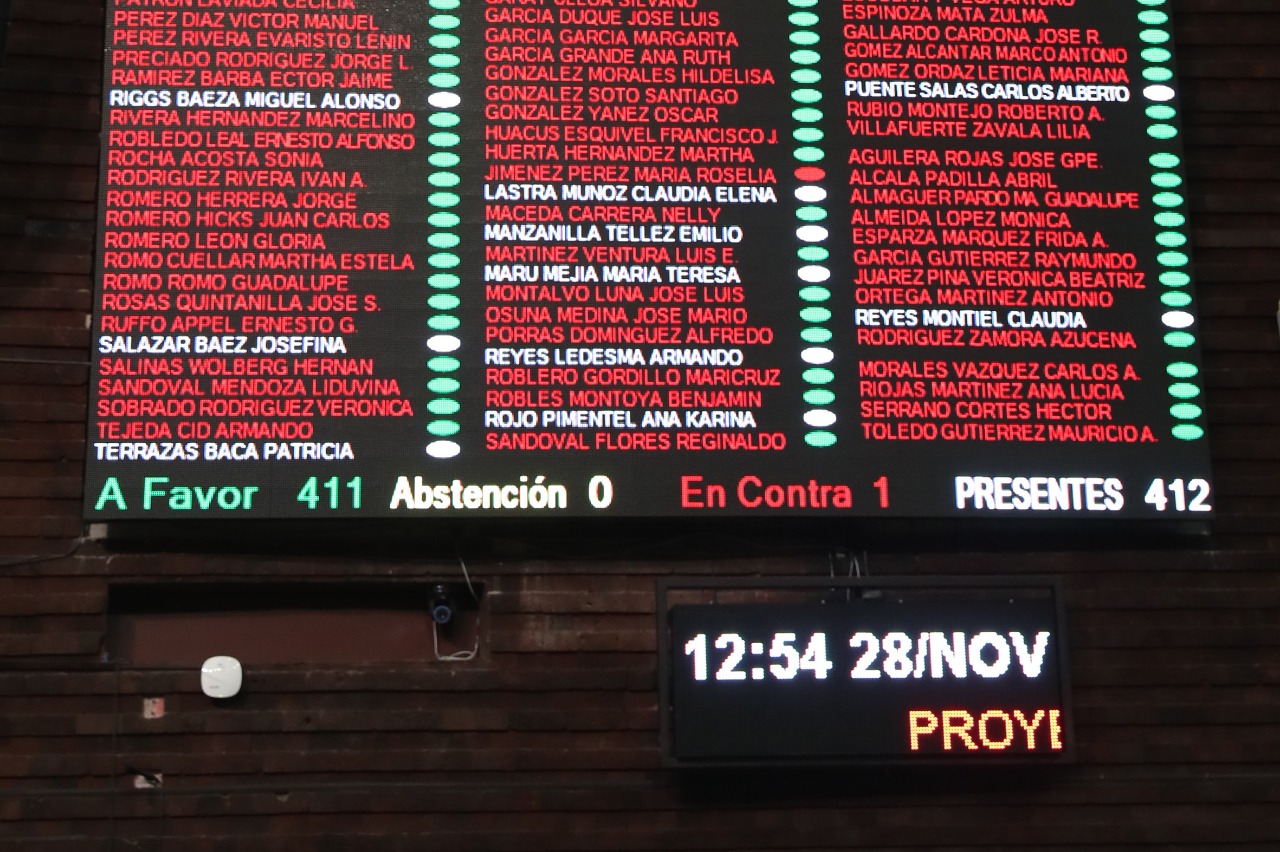 PATRON LAVIADA CECILIA
PEREZ DIAZ VICTOR MANUEL
PEREZ RIVERA EVARISTO LENIN
PRECIADO RODRIGUEZ JORGE L.
RAMIREZ BARBA ECTOR JAIME
RIGGS BAEZA MIGUEL ALONSO
RIVERA HERNANDEZ MARCELINO
ROBLEDO LEAL ERNESTO ALFONSO
ROCHA ACOSTA SONIA
RODRIGUEZ RIVERA IVAN A.
ROMERO HERRERA JORGE
ROMERO HICKS JUAN CARLOS
ROMERO LEON GLORIA
ROMO CUELLAR MARTHA ESTELA
ROMO ROMO GUADALUPE
ROSAS QUINTANILLA JOSE S.
RUFFO APPEL ERNESTO G.
SALAZAR BAEZ JOSEFINA
SALINAS WOLBERG HERNAN
SANDOVAL MENDOZA LIDUVINA
SOBRADO RODRIGUEZ VERONICA
TEJEDA CID ARMANDO
TERRAZAS BACA PATRICIA
GARAY ULLOA SILVANO
GARCIA DUQUE JOSE LUIS
GARCIA GARCIA MARGARITA
GARCIA GRANDE ANA RUTH
GONZALEZ MORALES HILDELISA
GONZALEZ SOTO SANTIAGO
GONZALEZ YANEZ OSCAR
HUACUS ESQUIVEL FRANCISCO J.
HUERTA HERNANDEZ MARTHA
JIMENEZ PEREZ MARIA ROSELIA
LASTRA MUNOZ CLAUDIA ELENA
MACEDA CARRERA NELLY
MANZANILLA TELLEZ EMILIO
MARTINEZ VENTURA LUIS E.
MARU MEJIA MARIA TERESA
MONTALVO LUNA JOSE LUIS
OSUNA MEDINA JOSE MARIO
PORRAS DOMINGUEZ ALFREDO
REYES LEDESMA ARMANDO
ROBLERO GORDILLO MARICRUZ
ROBLES MONTOYA BENJAMIN
ROJO PIMENTEL ANA KARINA
SANDOVAL FLORES REGINALDO
ESPINOZA MATA ZULMA
GALLARDO CARDONA JOSE R.
GOMEZ ALCANTAR MARCO ANTONIO
GOMEZ ORDAZ LETICIA MARIANA
PUENTE SALAS CARLOS ALBERTO
RUBIO MONTEJO ROBERTO A.
VILLAFUERTE ZAVALA LILIA
AGUILERA ROJAS JOSE GPE.
ALCALA PADILLA ABRIL
ALMAGUER PARDO MA. GUADALUPE
ALMEIDA LOPEZ MONICA
ESPARZA MARQUEZ FRIDA A.
GARCIA GUTIERREZ RAYMUNDO
JUAREZ PINA VERONICA BEATRIZ
ORTEGA MARTINEZ ANTONIO
REYES MONTIEL CLAUDIA
RODRIGUEZ ZAMORA AZUCENA
MORALES VAZQUEZ CARLOS A.
RIOJAS MARTINEZ ANA LUCIA
SERRANO CORTES HECTOR
TOLEDO GUTIERREZ MAURICIO A.
A Favor 411 Abstención 0 En Contra 1 PRESENTES 412
12:54 28/NOV
PROYE